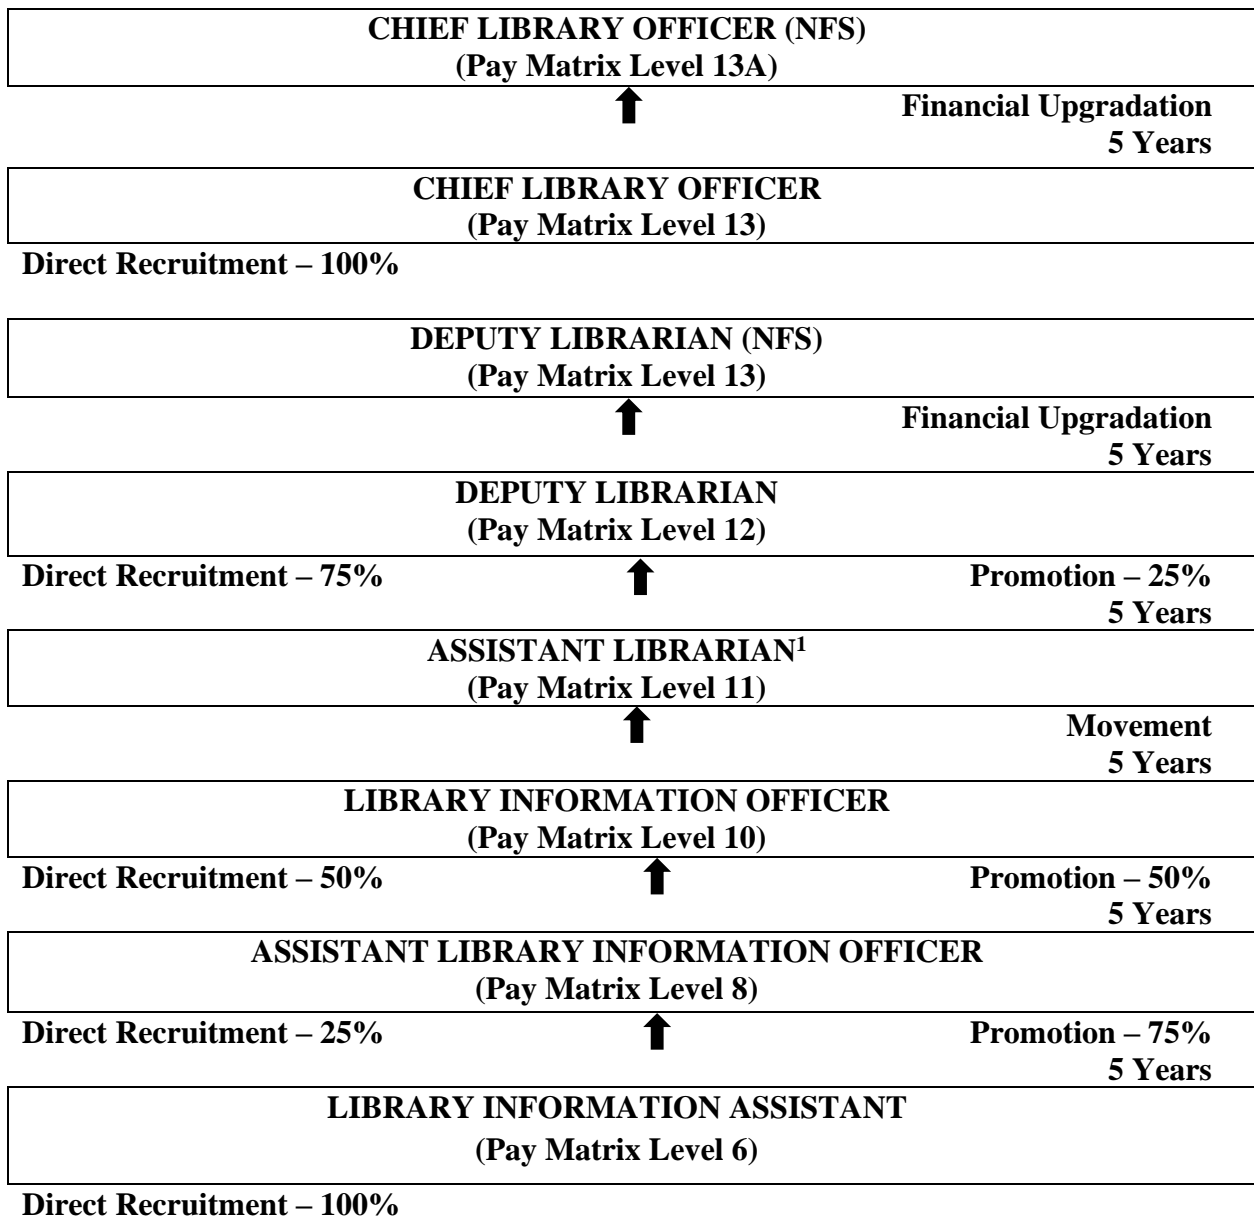 CHIEF LIBRARY OFFICER (NFS)
(Pay Matrix Level 13A)
Financial Upgradation
5 Years
CHIEF LIBRARY OFFICER
(Pay Matrix Level 13)
Direct Recruitment – 100%
DEPUTY LIBRARIAN (NFS)
(Pay Matrix Level 13)
Financial Upgradation
5 Years
DEPUTY LIBRARIAN
(Pay Matrix Level 12)
Direct Recruitment – 75% Promotion – 25%
5 Years
ASSISTANT LIBRARIAN¹
(Pay Matrix Level 11)
Movement
5 Years
LIBRARY INFORMATION OFFICER
(Pay Matrix Level 10)
Direct Recruitment – 50% Promotion – 50%
5 Years
ASSISTANT LIBRARY INFORMATION OFFICER
(Pay Matrix Level 8)
Direct Recruitment – 25% Promotion – 75%
5 Years
LIBRARY INFORMATION ASSISTANT
(Pay Matrix Level 6)
Direct Recruitment – 100%